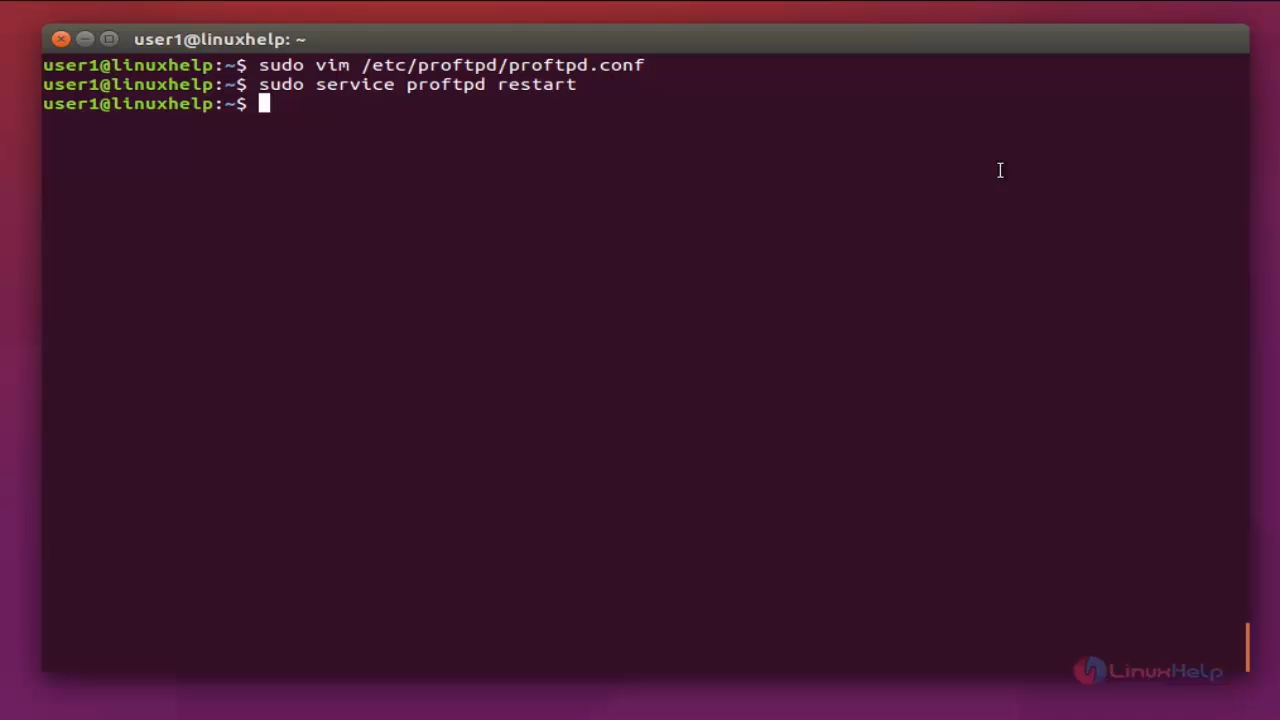 user1@linuxhelp: ~
user1@linuxhelp:~$ sudo vim /etc/proftpd/proftpd.conf
user1@linuxhelp:~$ sudo service proftpd restart
user1@linuxhelp:~$
LinuxHelp